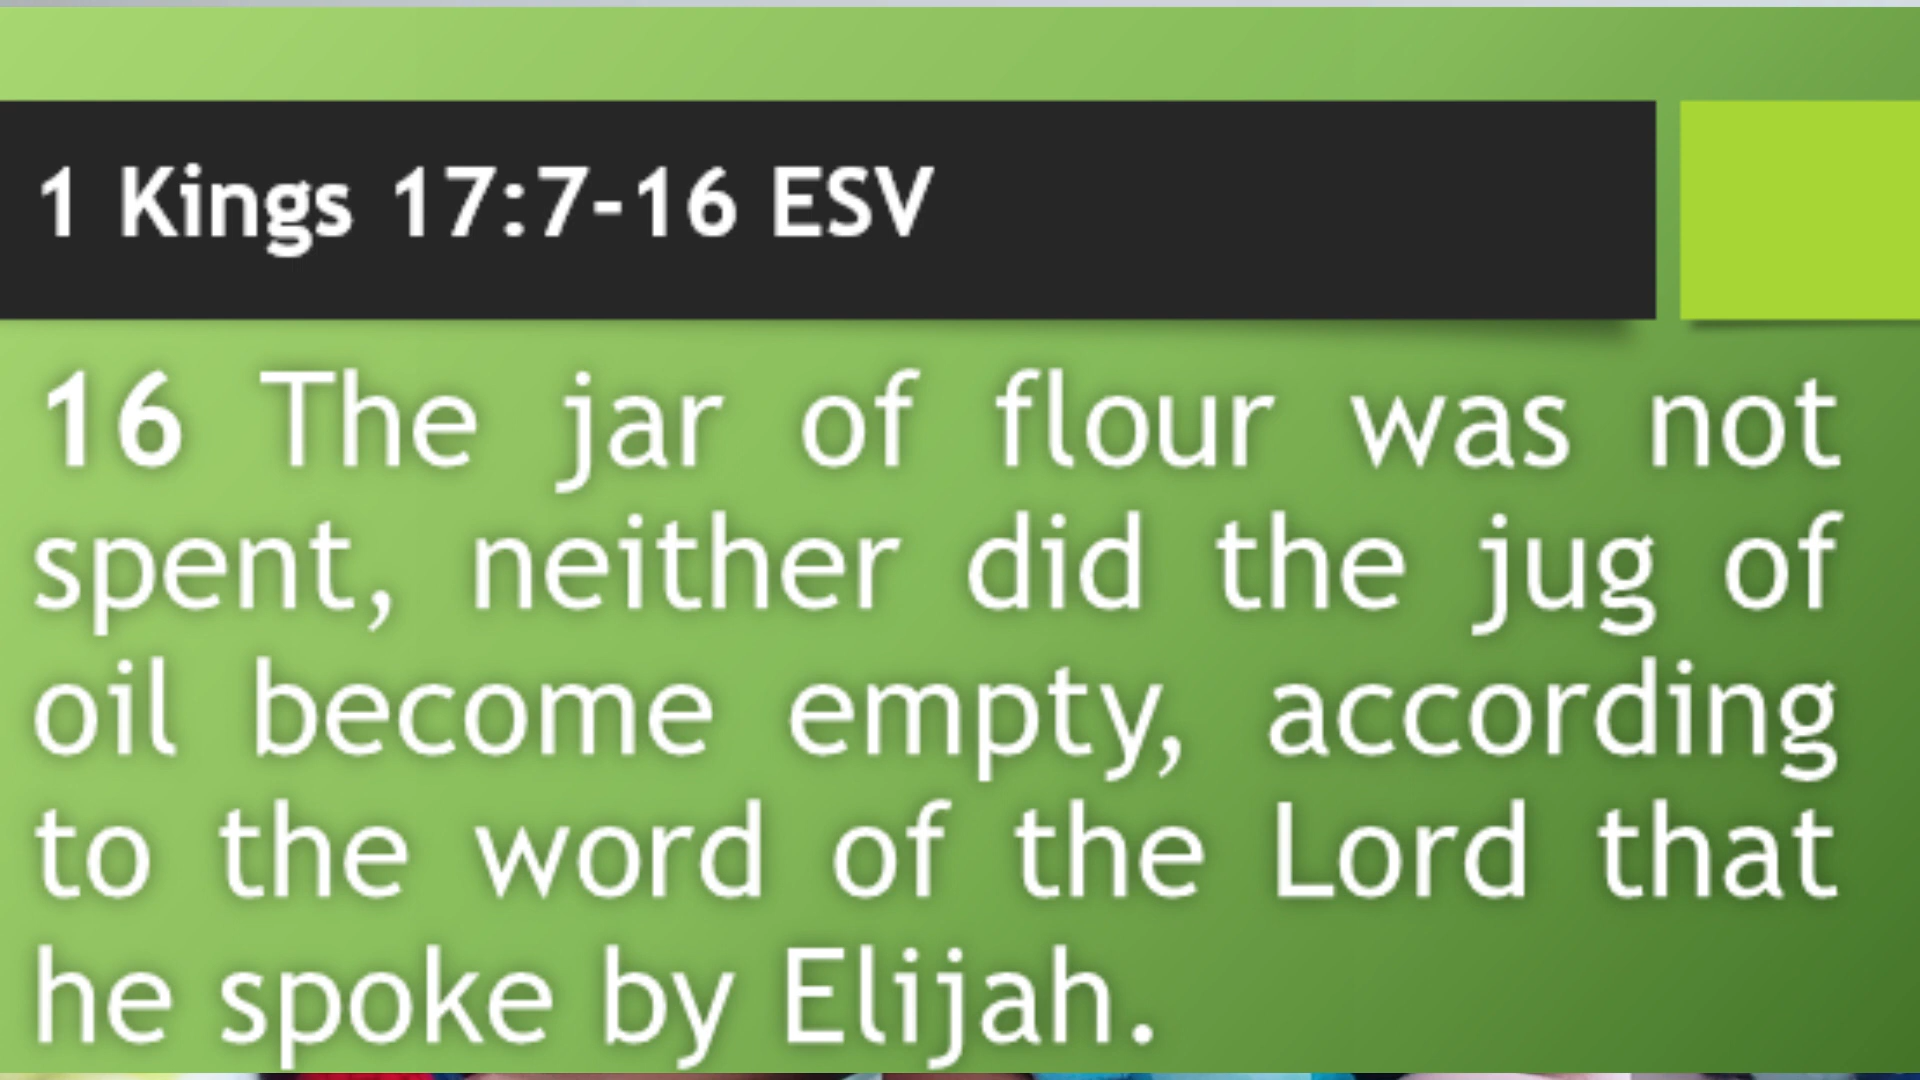 1 Kings 17:7-16 ESV
16 The jar of flour was not
spent, neither did the jug of
oil become empty, according
to the word of the Lord that
he spoke by Elijah.